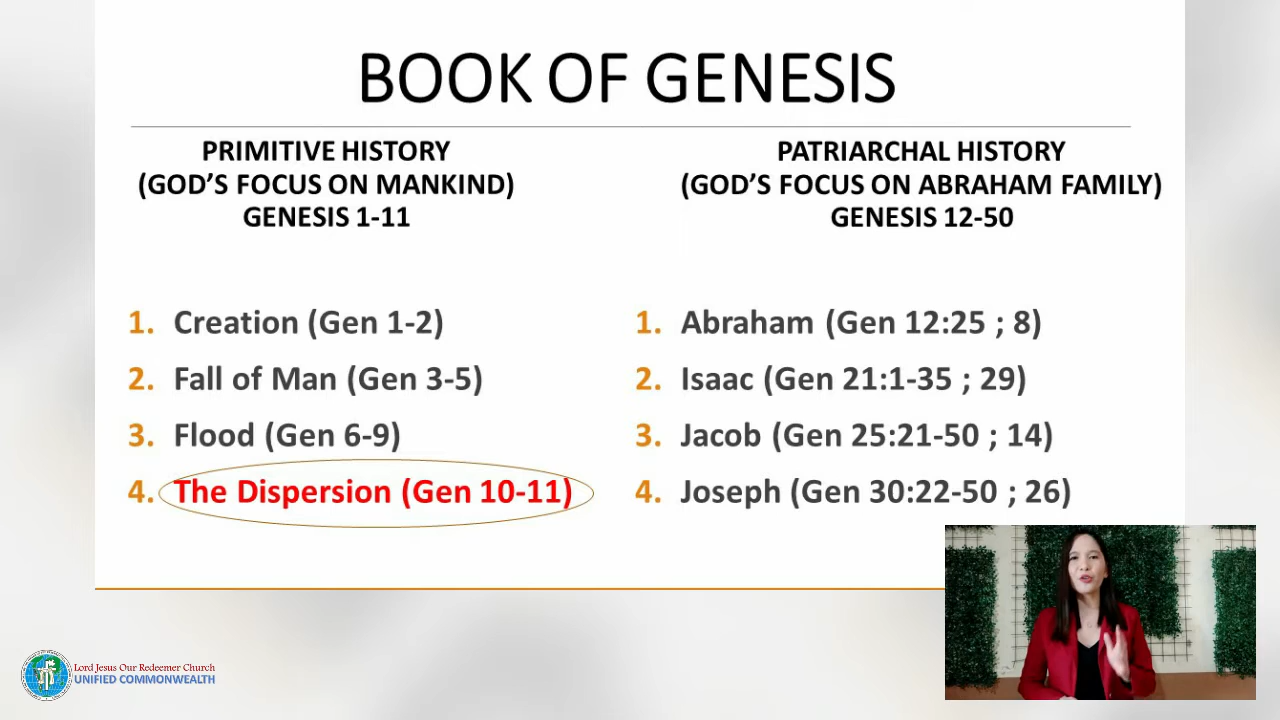 BOOK OF GENESIS
PRIMITIVE HISTORY
(GOD'S FOCUS ON MANKIND)
GENESIS 1-11
1. Creation (Gen 1-2)
2. Fall of Man (Gen 3-5)
3. Flood (Gen 6-9)
4. The Dispersion (Gen 10-11)
PATRIARCHAL HISTORY
(GOD'S FOCUS ON ABRAHAM FAMILY)
GENESIS 12-50
1. Abraham (Gen 12:25 ; 8)
2. Isaac (Gen 21:1-35 ; 29)
3. Jacob (Gen 25:21-50 ; 14)
4. Joseph (Gen 30:22-50 ; 26)
Lord Jesus Our Redeemer Church
UNIFIED COMMONWEALTH